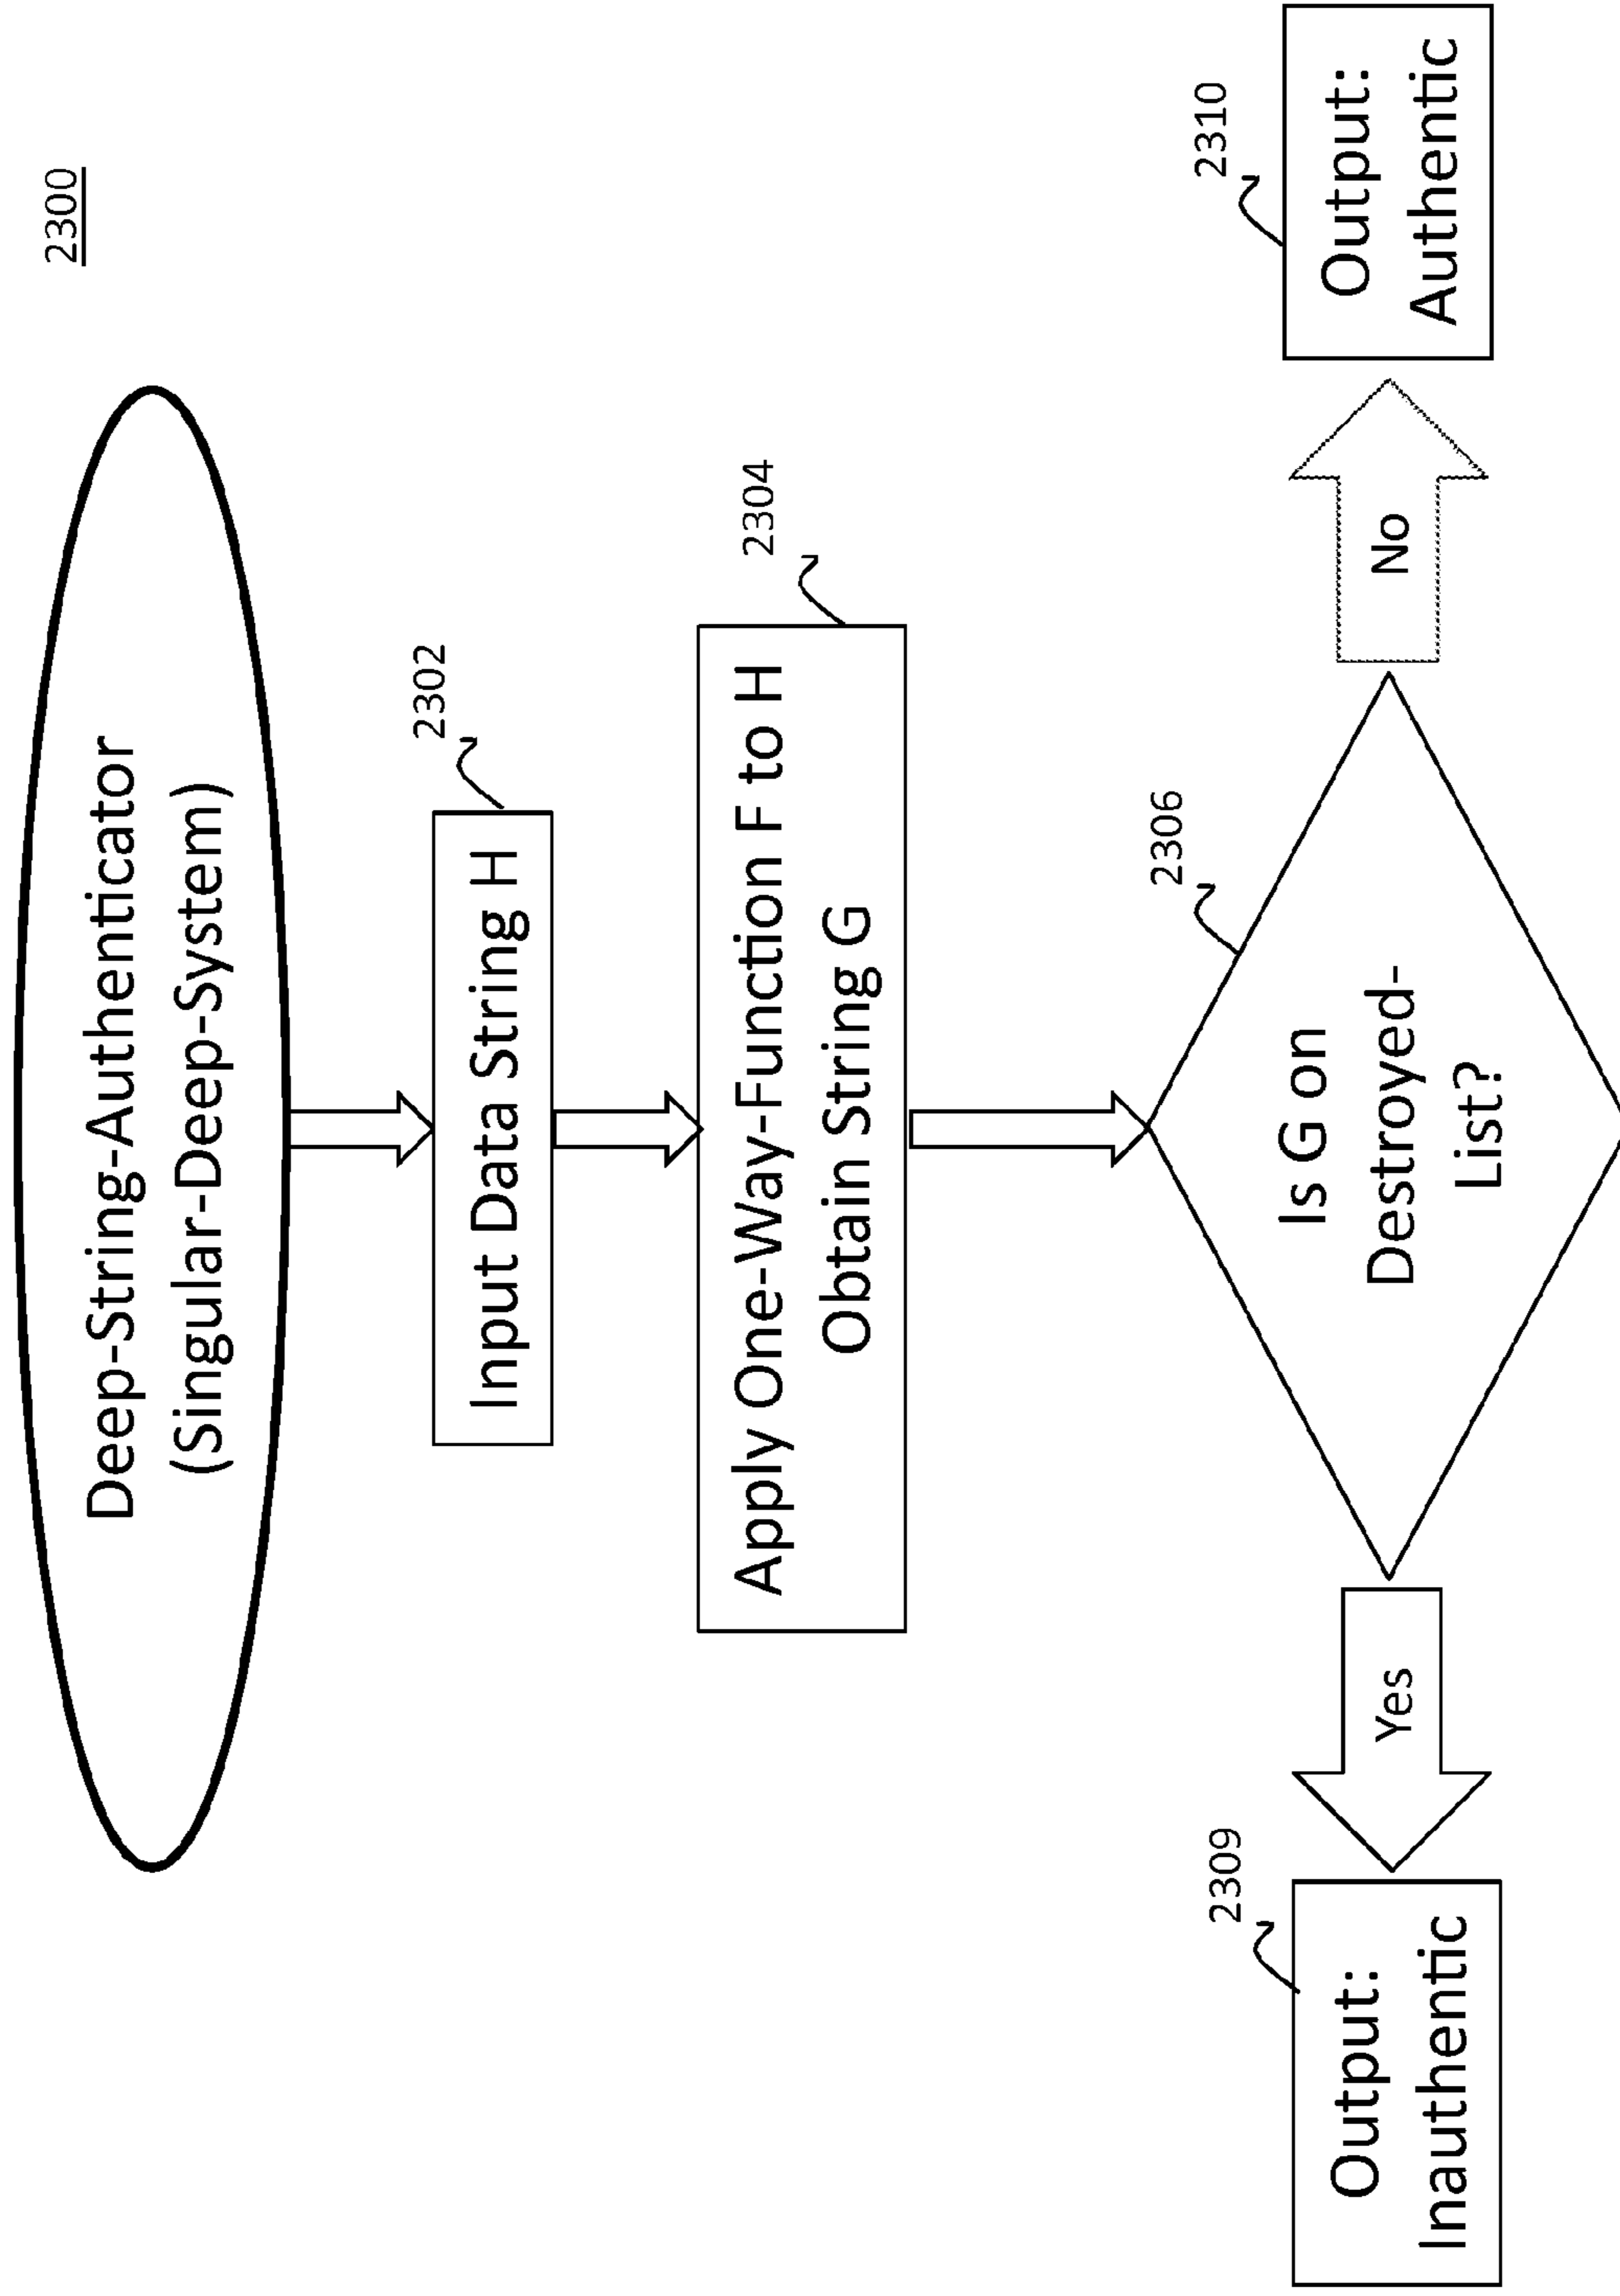 2300
Deep-String-Authenticator
(Singular-Deep-System)
2302
Input Data String H
2304
Apply One-Way-Function F to H
Obtain String G
2306
Is G on
Destroyed-
List?
Yes
No
2309
Output:
Inauthentic
2310
Output:
Authentic